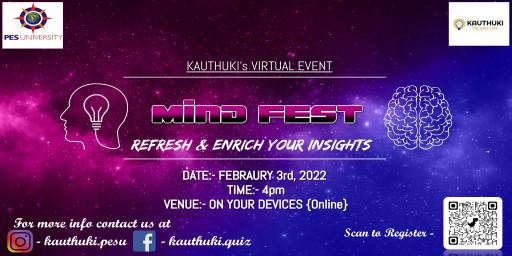 PES UNIVERSITY
KAUTHUKI
KAUTHUKI's VIRTUAL EVENT
MIND FEST
REFRESH & ENRICH YOUR INSIGHTS
DATE:- FEBRAURY 3rd, 2022
TIME:- 4pm
VENUE:- ON YOUR DEVICES {Online}
For more info contact us at
- kauthuki.pesu
- kauthuki.quiz
Scan to Register -